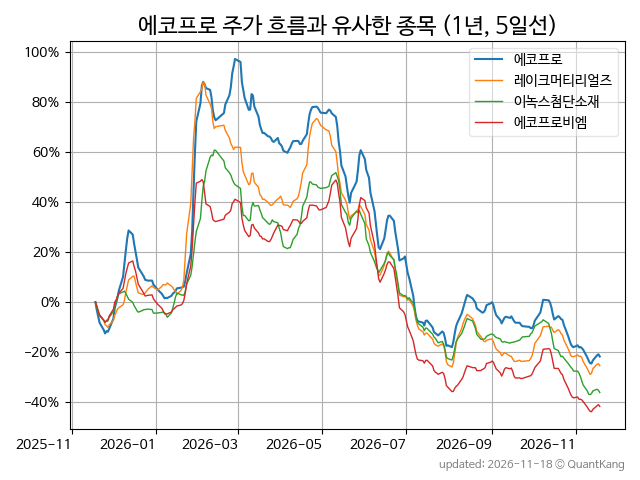 에코프로 주가 흐름과 유사한 종목 (1년, 5일선)
100%
80%
60%
40%
20%
0%
−20%
−40%
에코프로
레이크머티리얼즈
이녹스첨단소재
에코프로비엠
2025-11
2026-01
2026-03
2026-05
2026-07
2026-09
2026-11
updated: 2026-11-18 © QuantKang